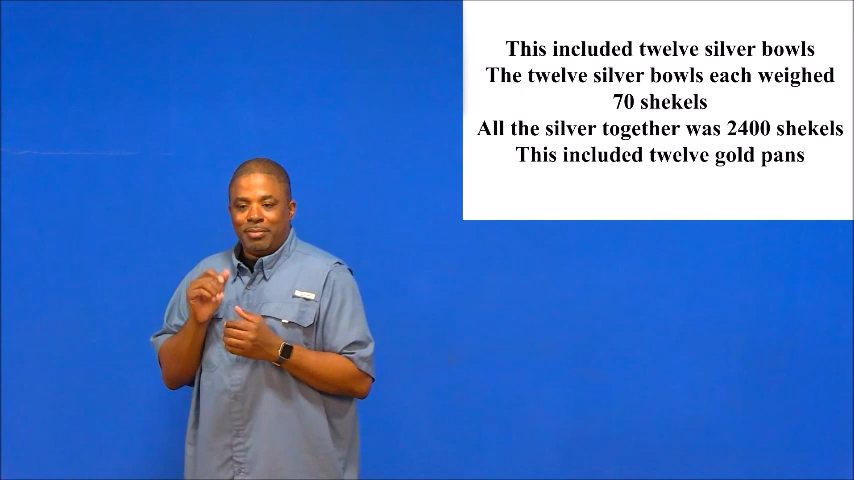 This included twelve silver bowls
The twelve silver bowls each weighed
70 shekels
All the silver together was 2400 shekels
This included twelve gold pans